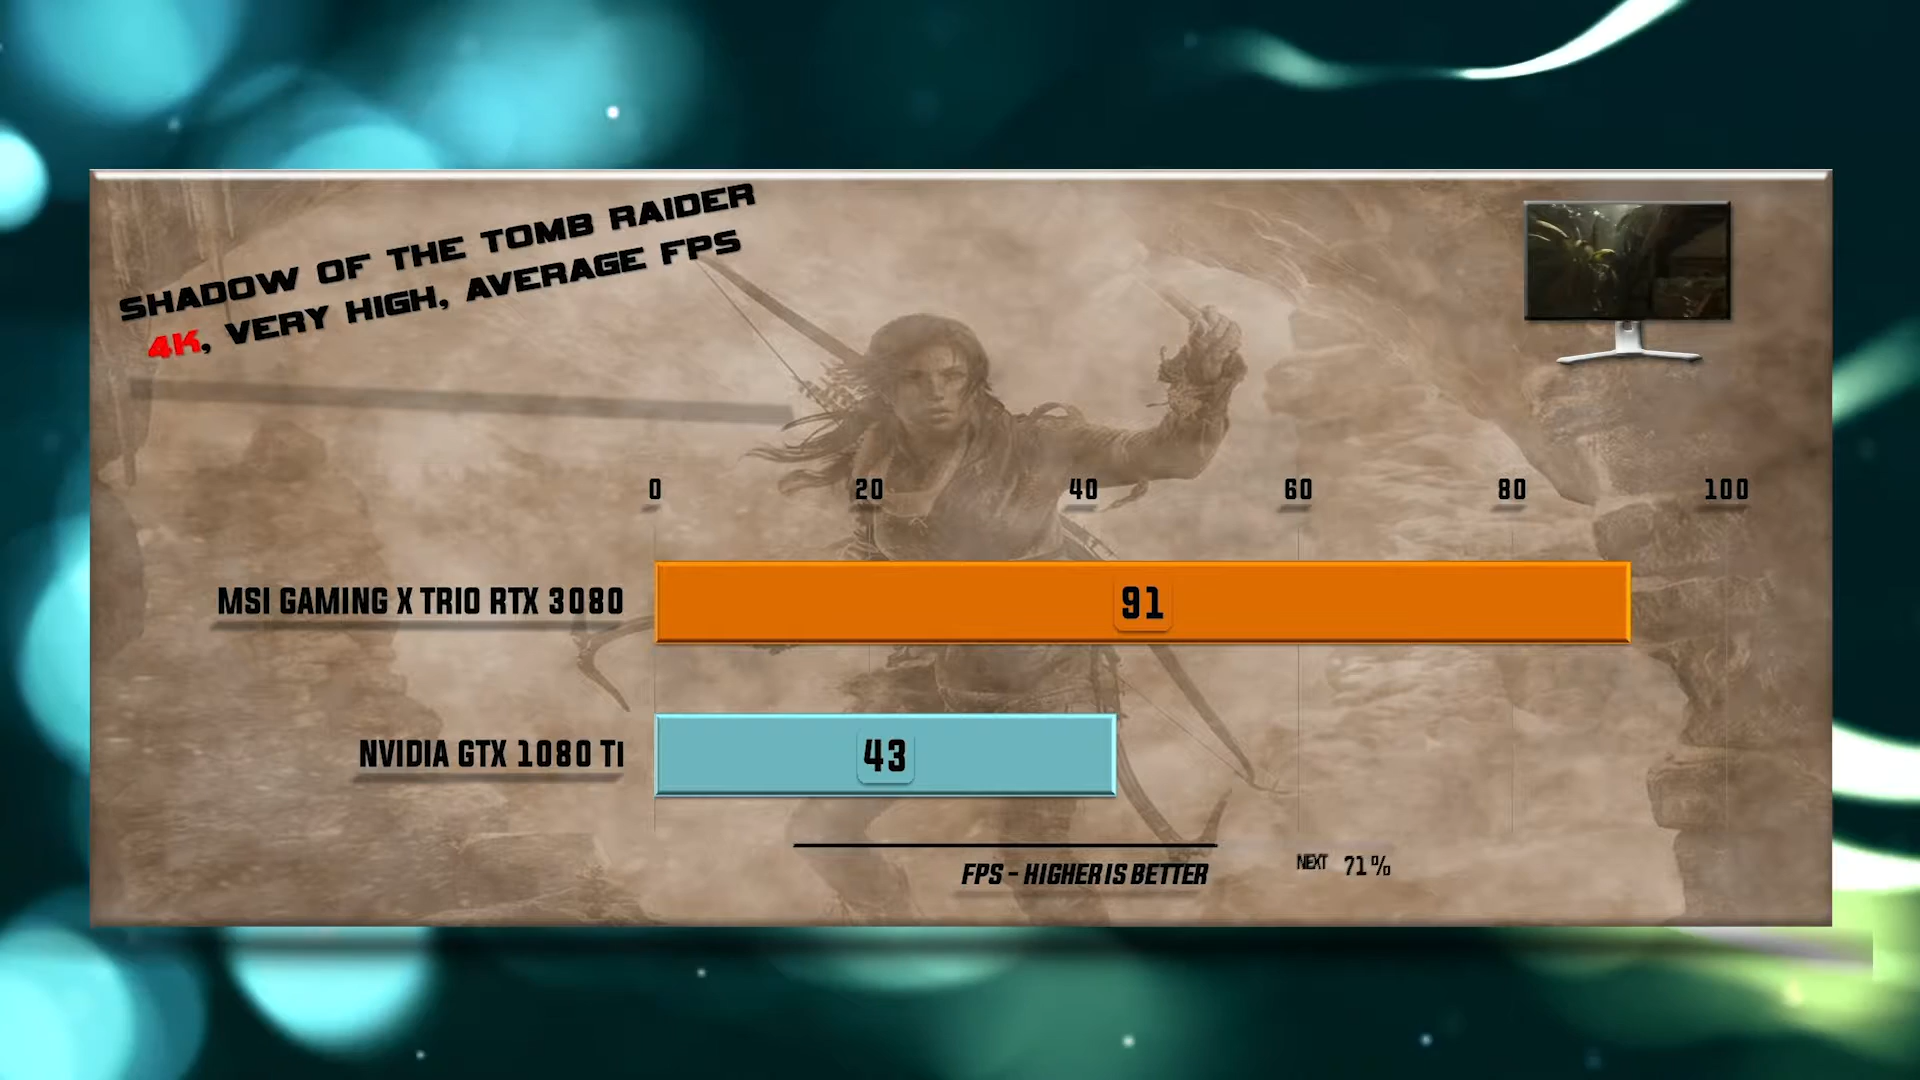 SHADOW OF THE TOMB RAIDER
4K, VERY HIGH, AVERAGE FPS
0 20 40 60 80 100
MSI GAMING X TRIO RTX 3080 91
NVIDIA GTX 1080 TI 43
FPS - HIGHER IS BETTER
NEXT 71%